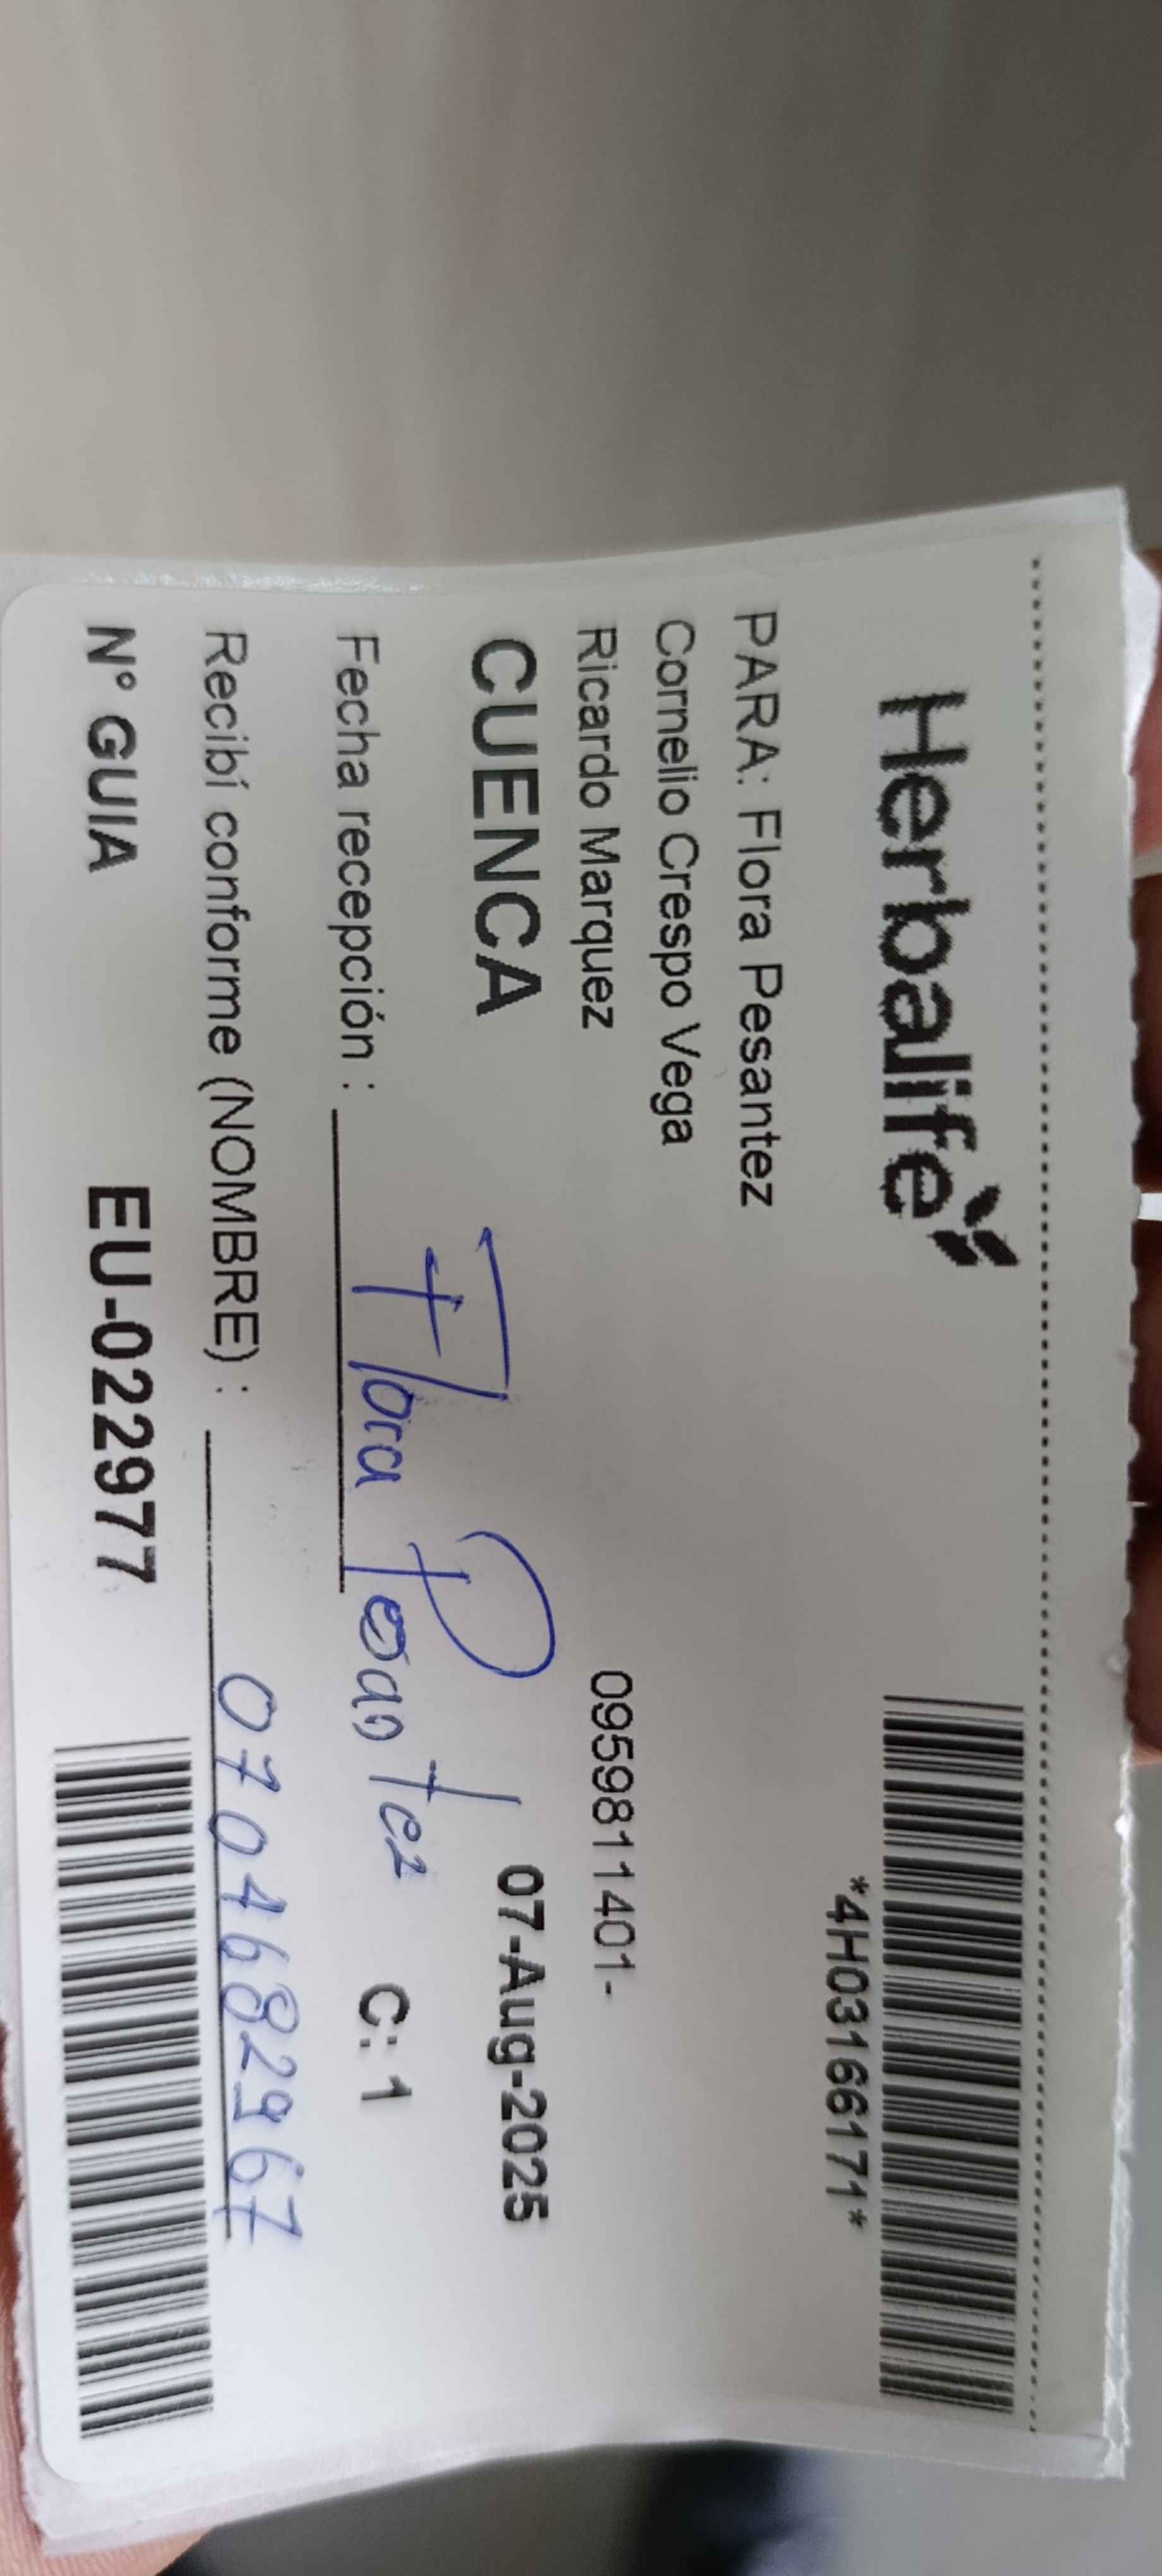 Herbalife
*4H03166171*
PARA: Flora Pesantez
Cornelio Crespo Vega
Ricardo Marquez 0959811401-
CUENCA 07-Aug-2025
Fecha recepción : Flora Pesantez C: 1
Recibí conforme (NOMBRE) : 0704682967
N° GUIA EU-022977